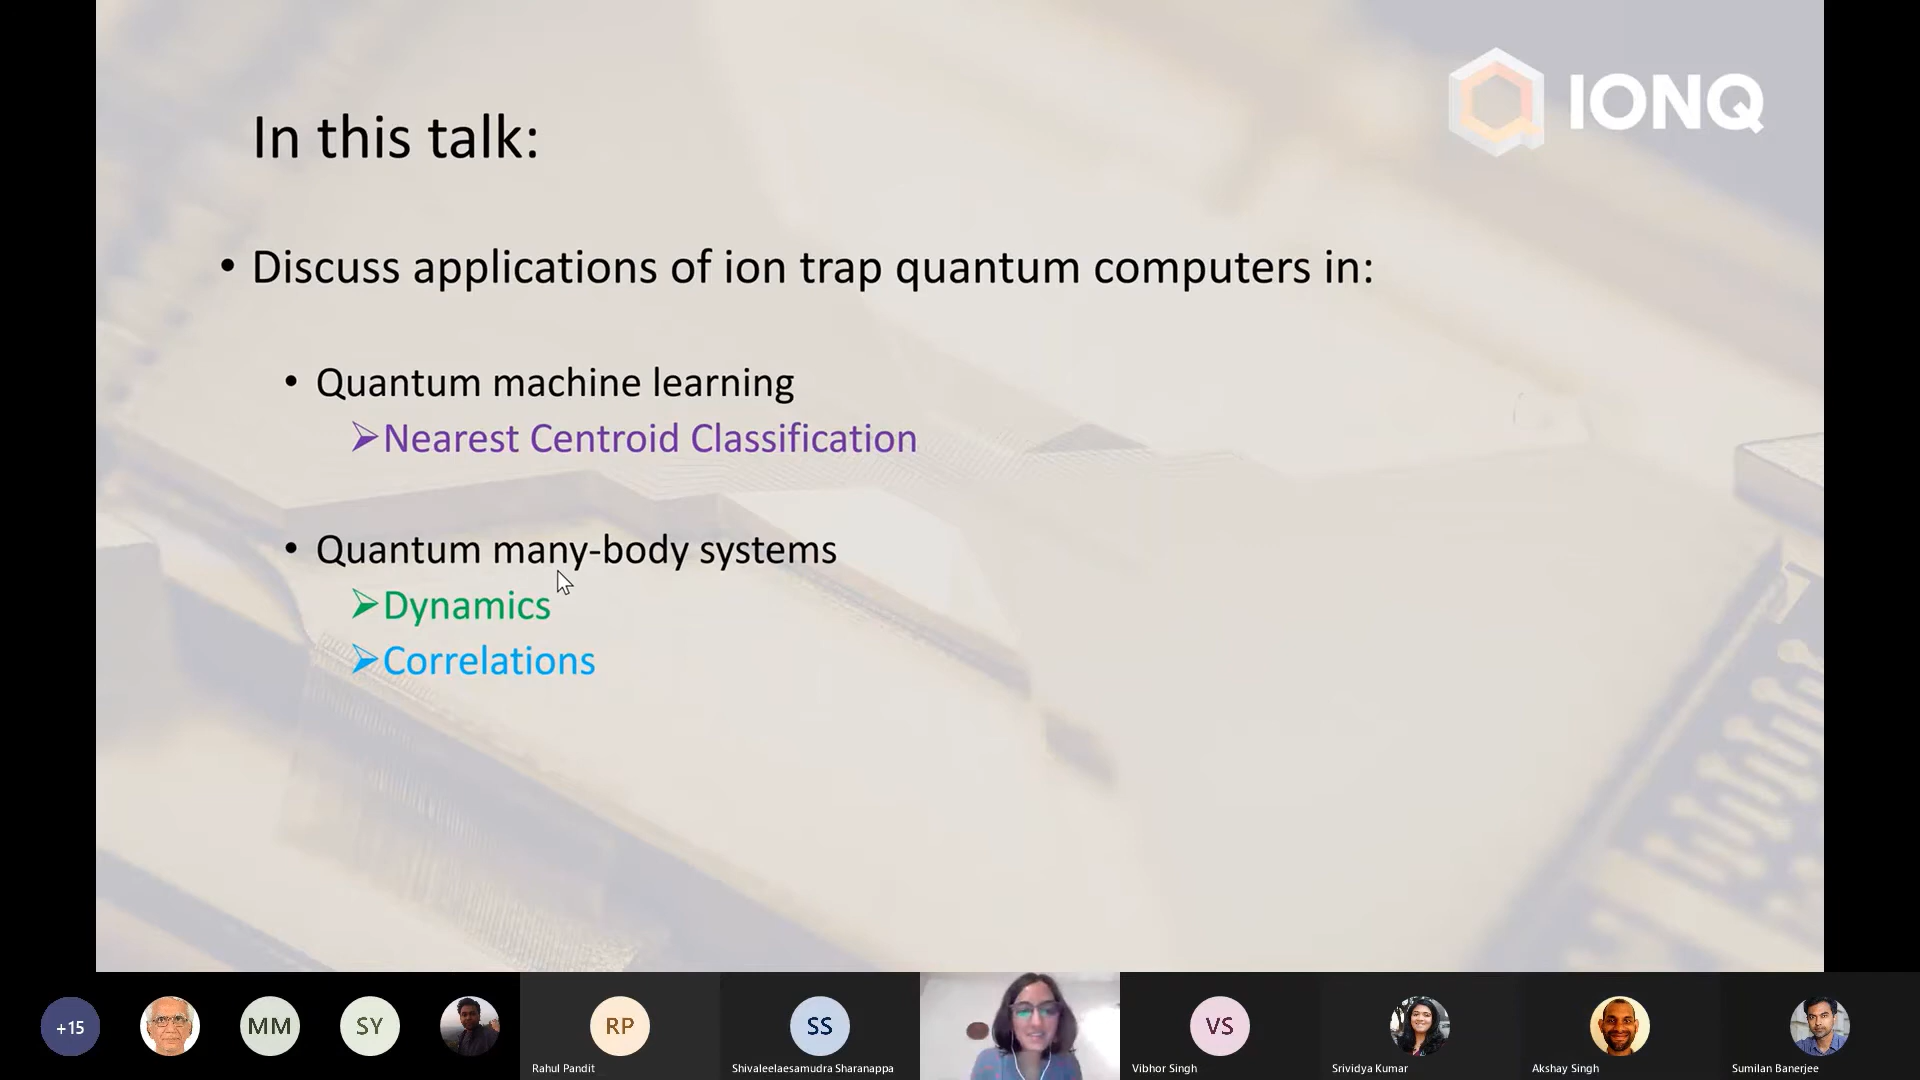 IONQ
In this talk:
• Discuss applications of ion trap quantum computers in:
• Quantum machine learning
➢Nearest Centroid Classification
• Quantum many-body systems
➢Dynamics
➢Correlations
+15
MM
SY
RP
SS
VS
Rahul Pandit
Shivaleelaesamudra Sharanappa
Vibhor Singh
Srividya Kumar
Akshay Singh
Sumilan Banerjee